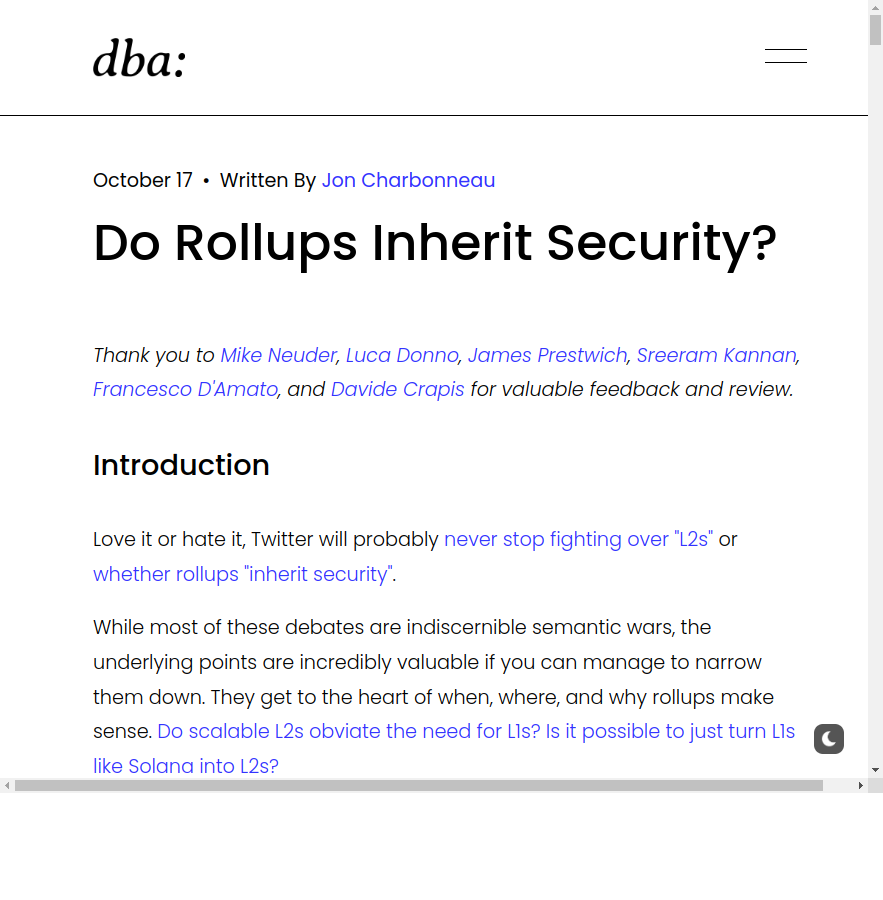 dba:
October 17 • Written By Jon Charbonneau
Do Rollups Inherit Security?
Thank you to Mike Neuder, Luca Donno, James Prestwich, Sreeram Kannan,
Francesco D'Amato, and Davide Crapis for valuable feedback and review.
Introduction
Love it or hate it, Twitter will probably never stop fighting over "L2s" or
whether rollups "inherit security".
While most of these debates are indiscernible semantic wars, the
underlying points are incredibly valuable if you can manage to narrow
them down. They get to the heart of when, where, and why rollups make
sense. Do scalable L2s obviate the need for L1s? Is it possible to just turn L1s
like Solana into L2s?